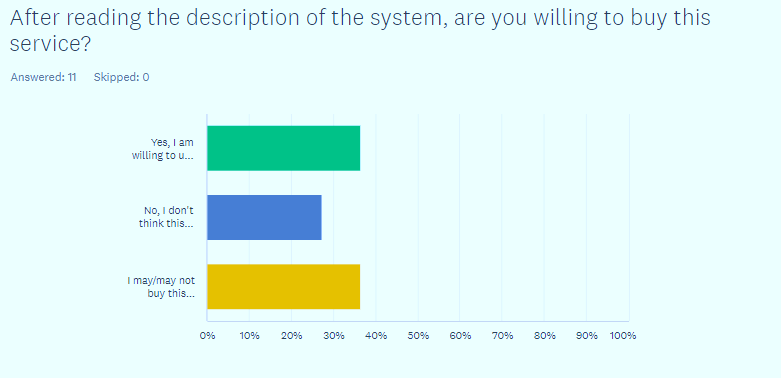 After reading the description of the system, are you willing to buy this
service?
Answered: 11 Skipped: 0
Yes, I am
willing to u...
No, I don't
think this...
I may/may not
buy this...
0% 10% 20% 30% 40% 50% 60% 70% 80% 90% 100%